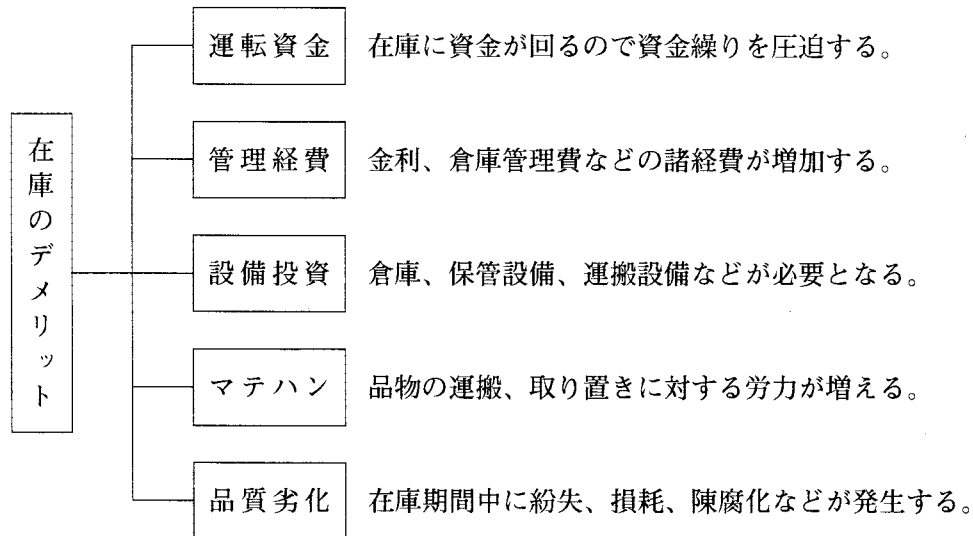 在庫のデメリット
運転資金 在庫に資金が回るので資金繰りを圧迫する。
管理経費 金利、倉庫管理費などの諸経費が増加する。
設備投資 倉庫、保管設備、運搬設備などが必要となる。
マテハン 品物の運搬、取り置きに対する労力が増える。
品質劣化 在庫期間中に紛失、損耗、陳腐化などが発生する。